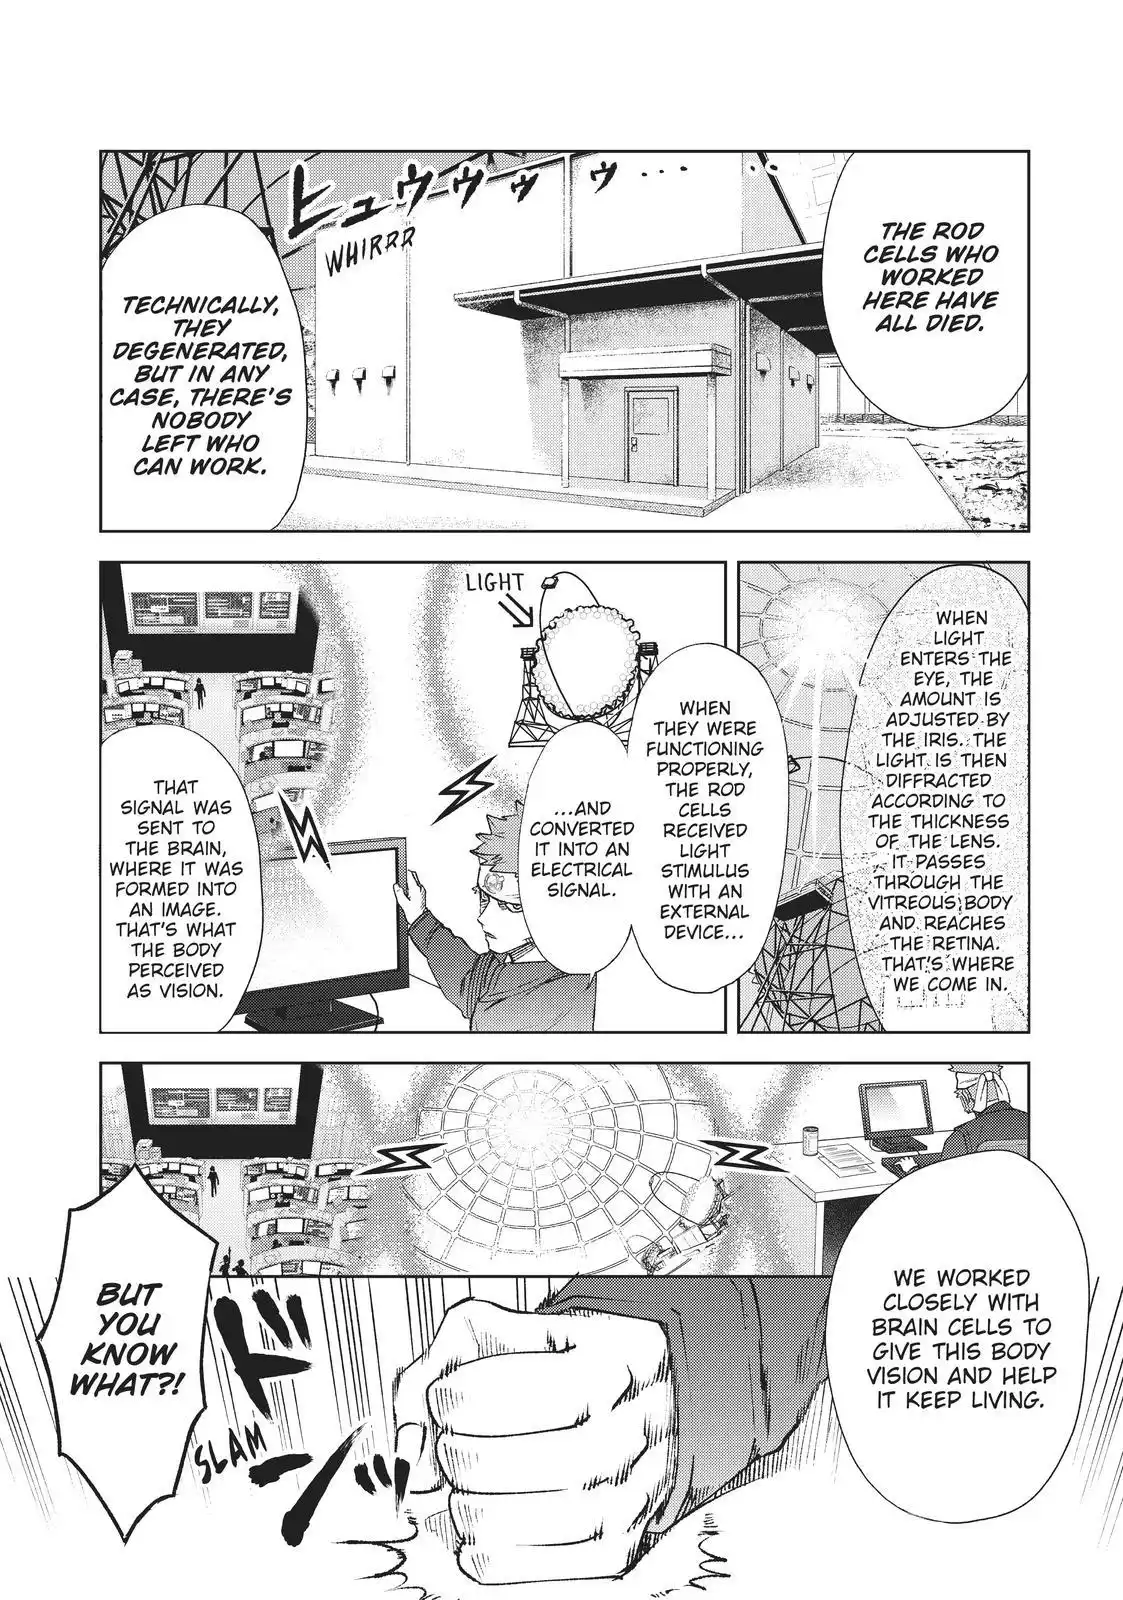 THE ROD
CELLS WHO
WORKED
HERE HAVE
ALL DIED.
ヒュウウゥゥ......
WHIRRR
TECHNICALLY,
THEY
DEGENERATED,
BUT IN ANY
CASE, THERE'S
NOBODY
LEFT WHO
CAN WORK.
WHEN
LIGHT
ENTERS THE
EYE, THE
AMOUNT IS
ADJUSTED BY
THE IRIS. THE
LIGHT IS THEN
DIFFRACTED
ACCORDING TO
THE THICKNESS
OF THE LENS.
IT PASSES
THROUGH THE
VITREOUS BODY
AND REACHES
THE RETINA.
THAT'S WHERE
WE COME IN.
LIGHT
WHEN
THEY WERE
FUNCTIONING
PROPERLY,
THE ROD
CELLS
RECEIVED
LIGHT
STIMULUS
WITH AN
EXTERNAL
DEVICE...
...AND
CONVERTED
IT INTO AN
ELECTRICAL
SIGNAL.
THAT
SIGNAL WAS
SENT TO
THE BRAIN,
WHERE IT WAS
FORMED INTO
AN IMAGE.
THAT'S WHAT
THE BODY
PERCEIVED
AS VISION.
WE WORKED
CLOSELY WITH
BRAIN CELLS TO
GIVE THIS BODY
VISION AND HELP
IT KEEP LIVING.
BUT
YOU
KNOW
WHAT?!
ドンッ
SLAM